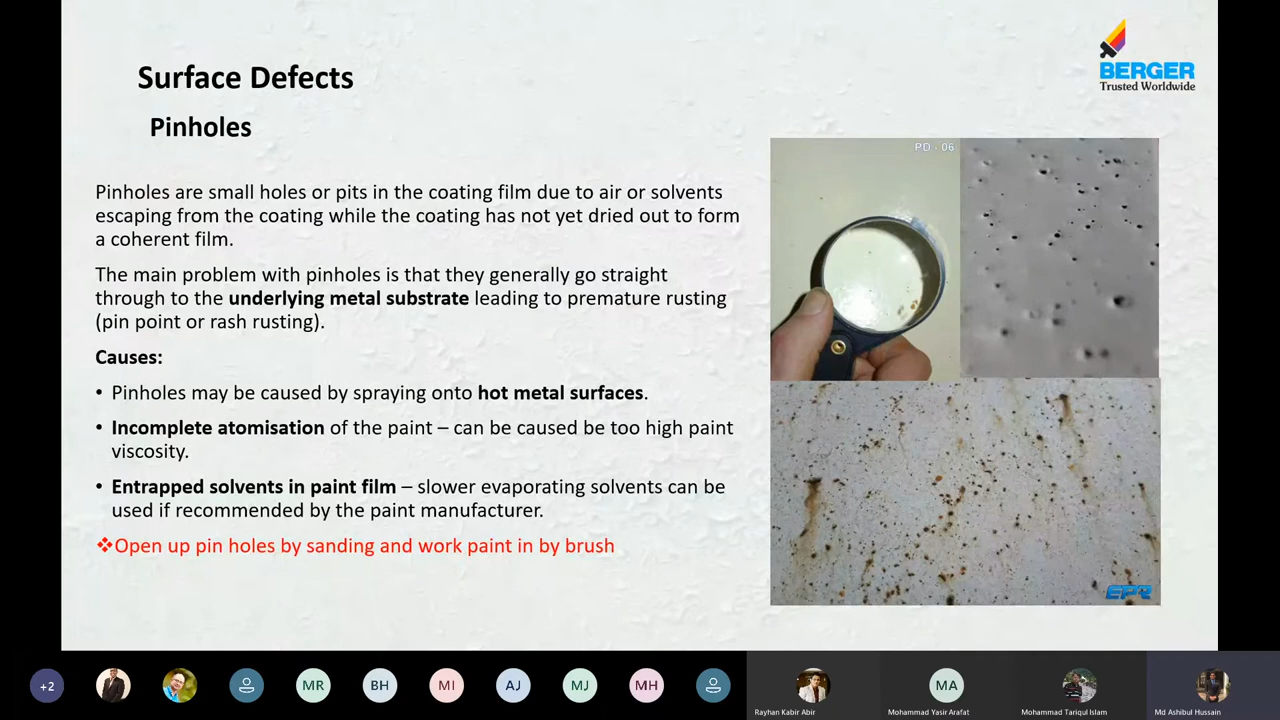 BERGER
Trusted Worldwide
Surface Defects
Pinholes
Pinholes are small holes or pits in the coating film due to air or solvents
escaping from the coating while the coating has not yet dried out to form
a coherent film.
The main problem with pinholes is that they generally go straight
through to the underlying metal substrate leading to premature rusting
(pin point or rash rusting).
Causes:
• Pinholes may be caused by spraying onto hot metal surfaces.
• Incomplete atomisation of the paint – can be caused be too high paint
viscosity.
• Entrapped solvents in paint film – slower evaporating solvents can be
used if recommended by the paint manufacturer.
❖Open up pin holes by sanding and work paint in by brush
PD - 06
EPR
+2
MR
BH
MI
AJ
MJ
MH
MA
Rayhan Kabir Abir
Mohammad Yasir Arafat
Mohammad Tariqul Islam
Md Ashibul Hussain